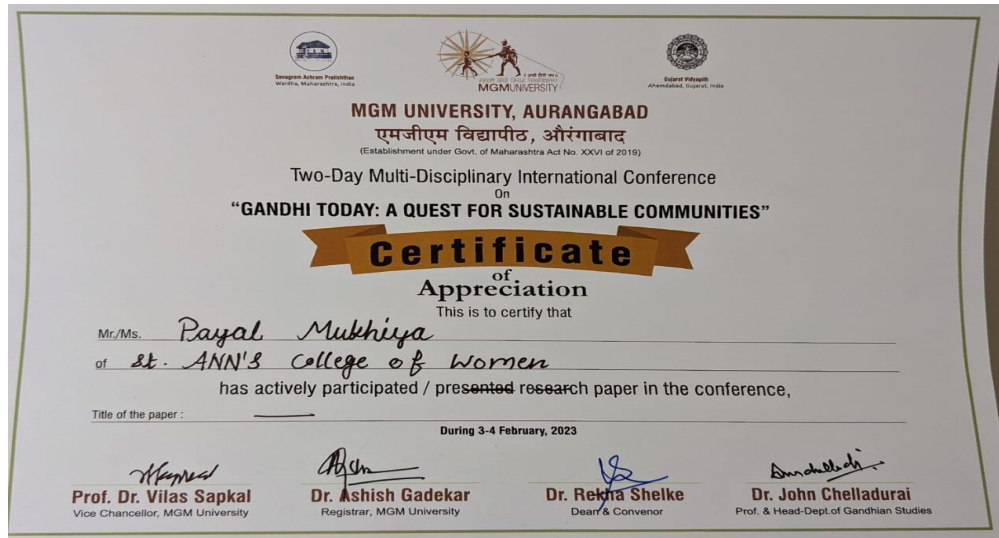 Sevagram Ashram Pratishthan
Wardha, Maharashtra, India
MGMUNIVERSITY
Gujarat Vidyapith
Ahemdabad, Gujarat, India
MGM UNIVERSITY, AURANGABAD
एमजीएम विद्यापीठ, औरंगाबाद
(Establishment under Govt. of Maharashtra Act No. XXVI of 2019)
Two-Day Multi-Disciplinary International Conference
On
“GANDHI TODAY: A QUEST FOR SUSTAINABLE COMMUNITIES”
Certificate
of
Appreciation
This is to certify that
Mr./Ms. Payal Mukhiya
of St. ANN'S College of Women
has actively participated / presented research paper in the conference,
Title of the paper :
During 3-4 February, 2023
Prof. Dr. Vilas Sapkal Dr. Ashish Gadekar Dr. Rekha Shelke Dr. John Chelladurai
Vice Chancellor, MGM University Registrar, MGM University Dean & Convenor Prof. & Head-Dept.of Gandhian Studies